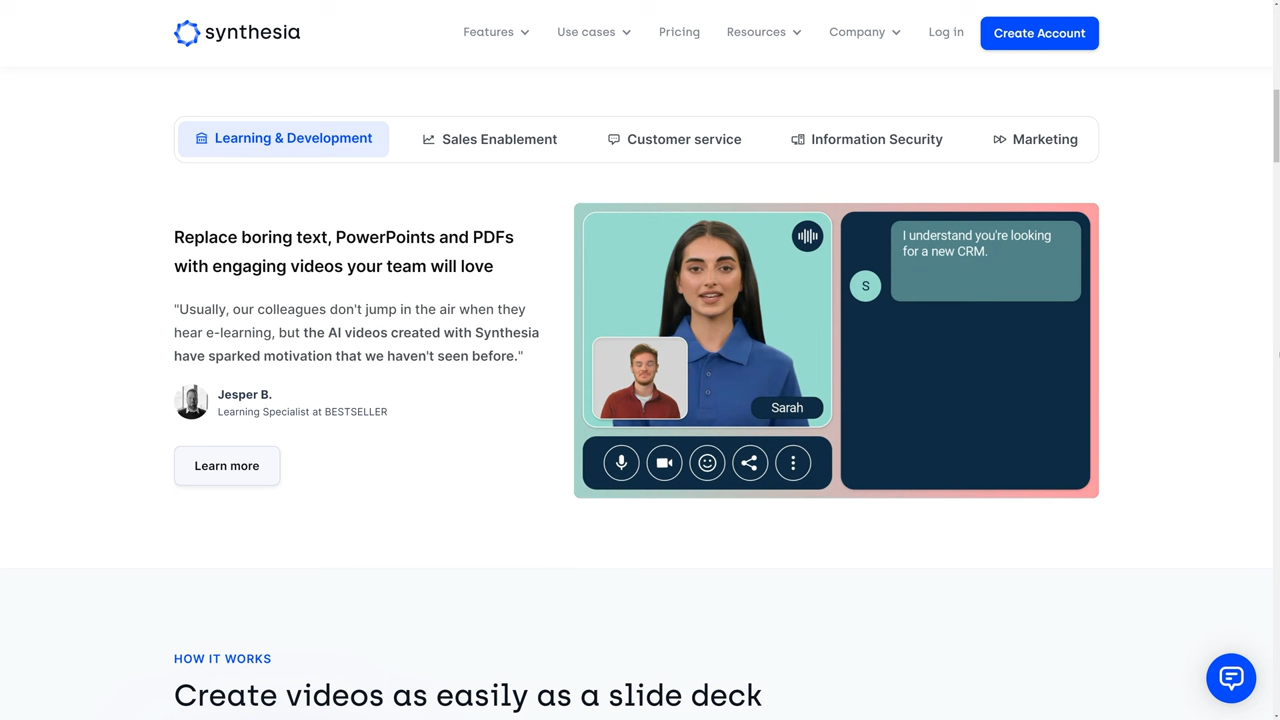 synthesia
Features
Use cases
Pricing
Resources
Company
Log in
Create Account
Learning & Development
Sales Enablement
Customer service
Information Security
Marketing
Replace boring text, PowerPoints and PDFs
with engaging videos your team will love
"Usually, our colleagues don't jump in the air when they
hear e-learning, but the AI videos created with Synthesia
have sparked motivation that we haven't seen before."
Jesper B.
Learning Specialist at BESTSELLER
Learn more
Sarah
I understand you're looking
for a new CRM.
S
HOW IT WORKS
Create videos as easily as a slide deck